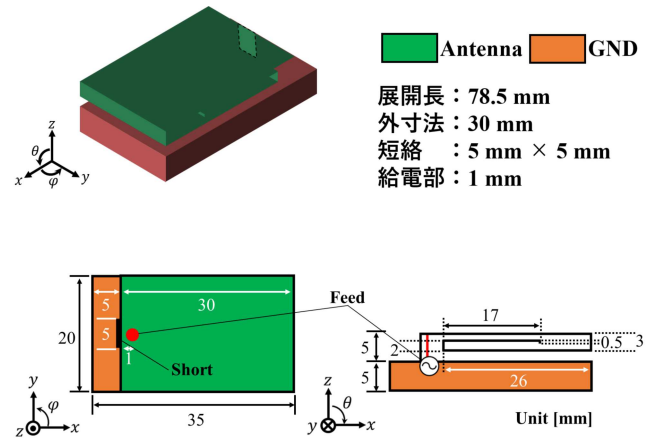 Antenna GND
展開長：78.5 mm
外寸法：30 mm
短絡　：5 mm × 5 mm
給電部：1 mm
z
θ
φ
x
y
5
30
Feed
17
20
5
1
Short
5
2
0.5
3
5
26
35
y
φ
z
x
z
θ
y
x
Unit [mm]